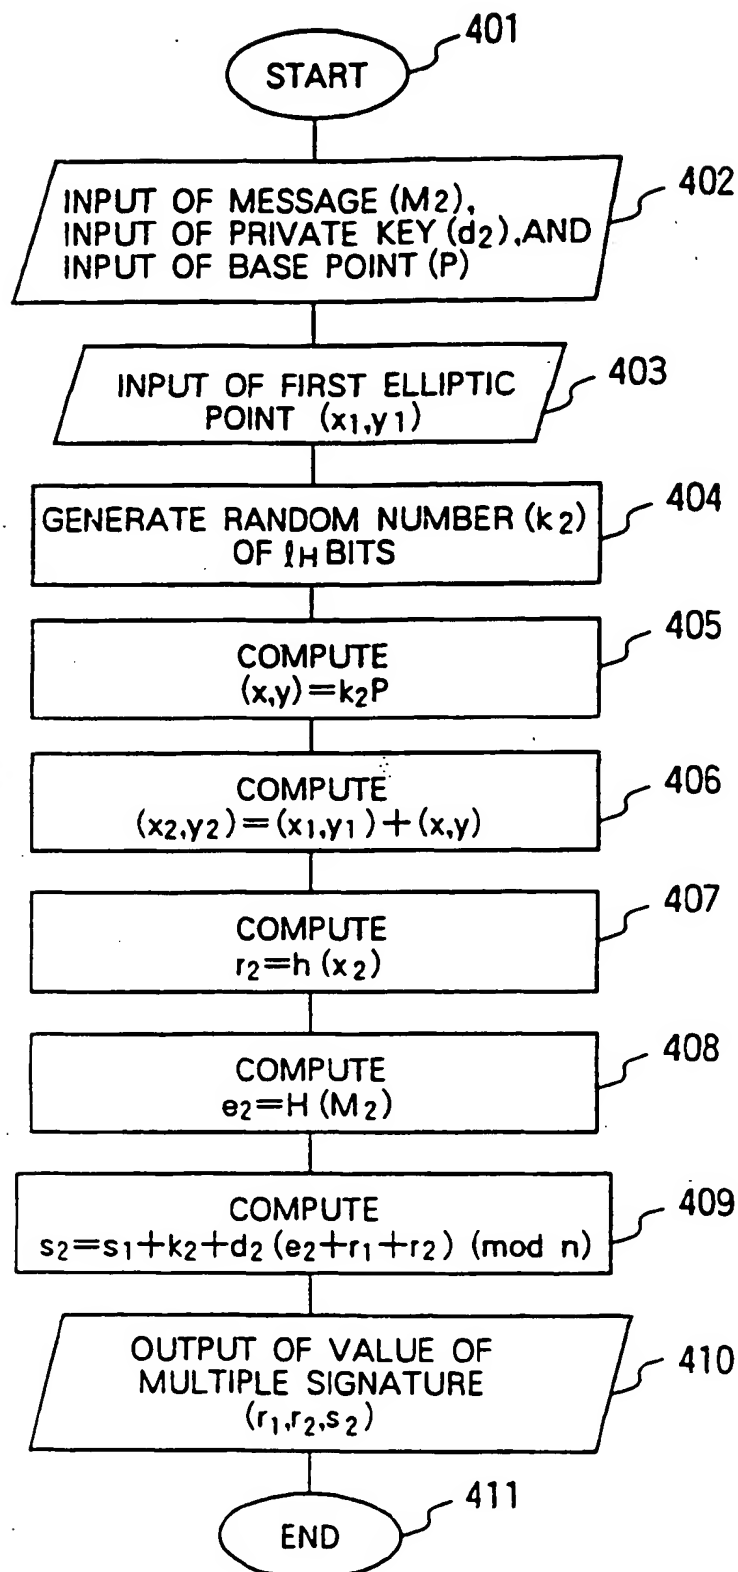 401
START
402
INPUT OF MESSAGE (M2),
INPUT OF PRIVATE KEY (d2), AND
INPUT OF BASE POINT (P)
403
INPUT OF FIRST ELLIPTIC
POINT (x1,y1)
404
GENERATE RANDOM NUMBER (k2)
OF ℓH BITS
405
COMPUTE
(x,y)=k2P
406
COMPUTE
(x2,y2)=(x1,y1)+(x,y)
407
COMPUTE
r2=h(x2)
408
COMPUTE
e2=H(M2)
409
COMPUTE
s2=s1+k2+d2(e2+r1+r2) (mod n)
410
OUTPUT OF VALUE OF
MULTIPLE SIGNATURE
(r1,r2,s2)
411
END